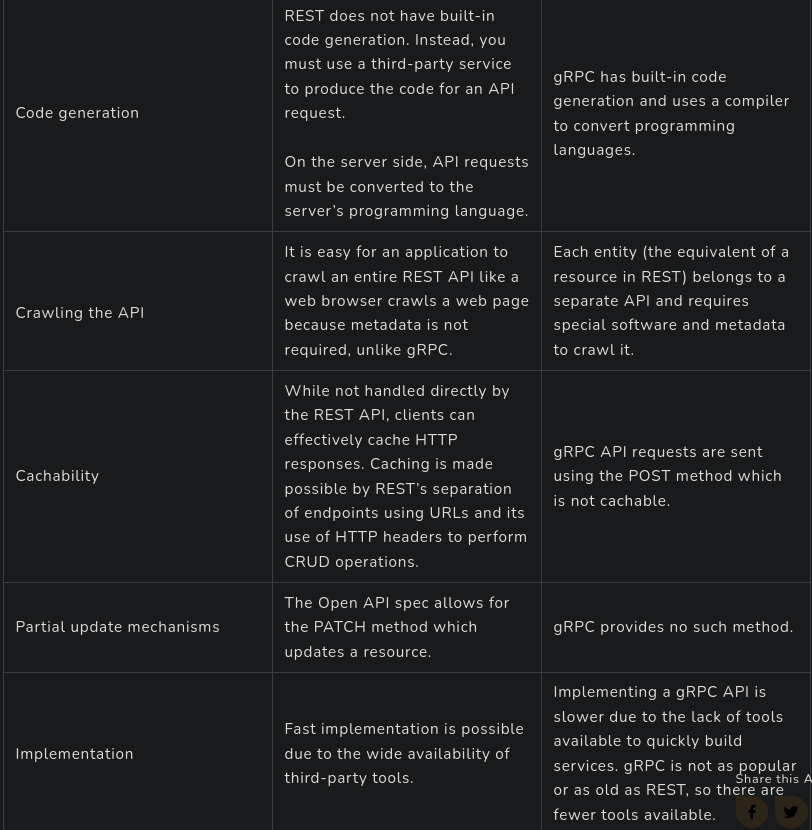 Code generation
REST does not have built-in
code generation. Instead, you
must use a third-party service
to produce the code for an API
request.
On the server side, API requests
must be converted to the
server's programming language.
gRPC has built-in code
generation and uses a compiler
to convert programming
languages.
Crawling the API
It is easy for an application to
crawl an entire REST API like a
web browser crawls a web page
because metadata is not
required, unlike gRPC.
Each entity (the equivalent of a
resource in REST) belongs to a
separate API and requires
special software and metadata
to crawl it.
Cachability
While not handled directly by
the REST API, clients can
effectively cache HTTP
responses. Caching is made
possible by REST's separation
of endpoints using URLs and its
use of HTTP headers to perform
CRUD operations.
gRPC API requests are sent
using the POST method which
is not cachable.
Partial update mechanisms
The Open API spec allows for
the PATCH method which
updates a resource.
gRPC provides no such method.
Implementation
Fast implementation is possible
due to the wide availability of
third-party tools.
Implementing a gRPC API is
slower due to the lack of tools
available to quickly build
services. gRPC is not as popular
or as old as REST, so there are
fewer tools available.
Share this A